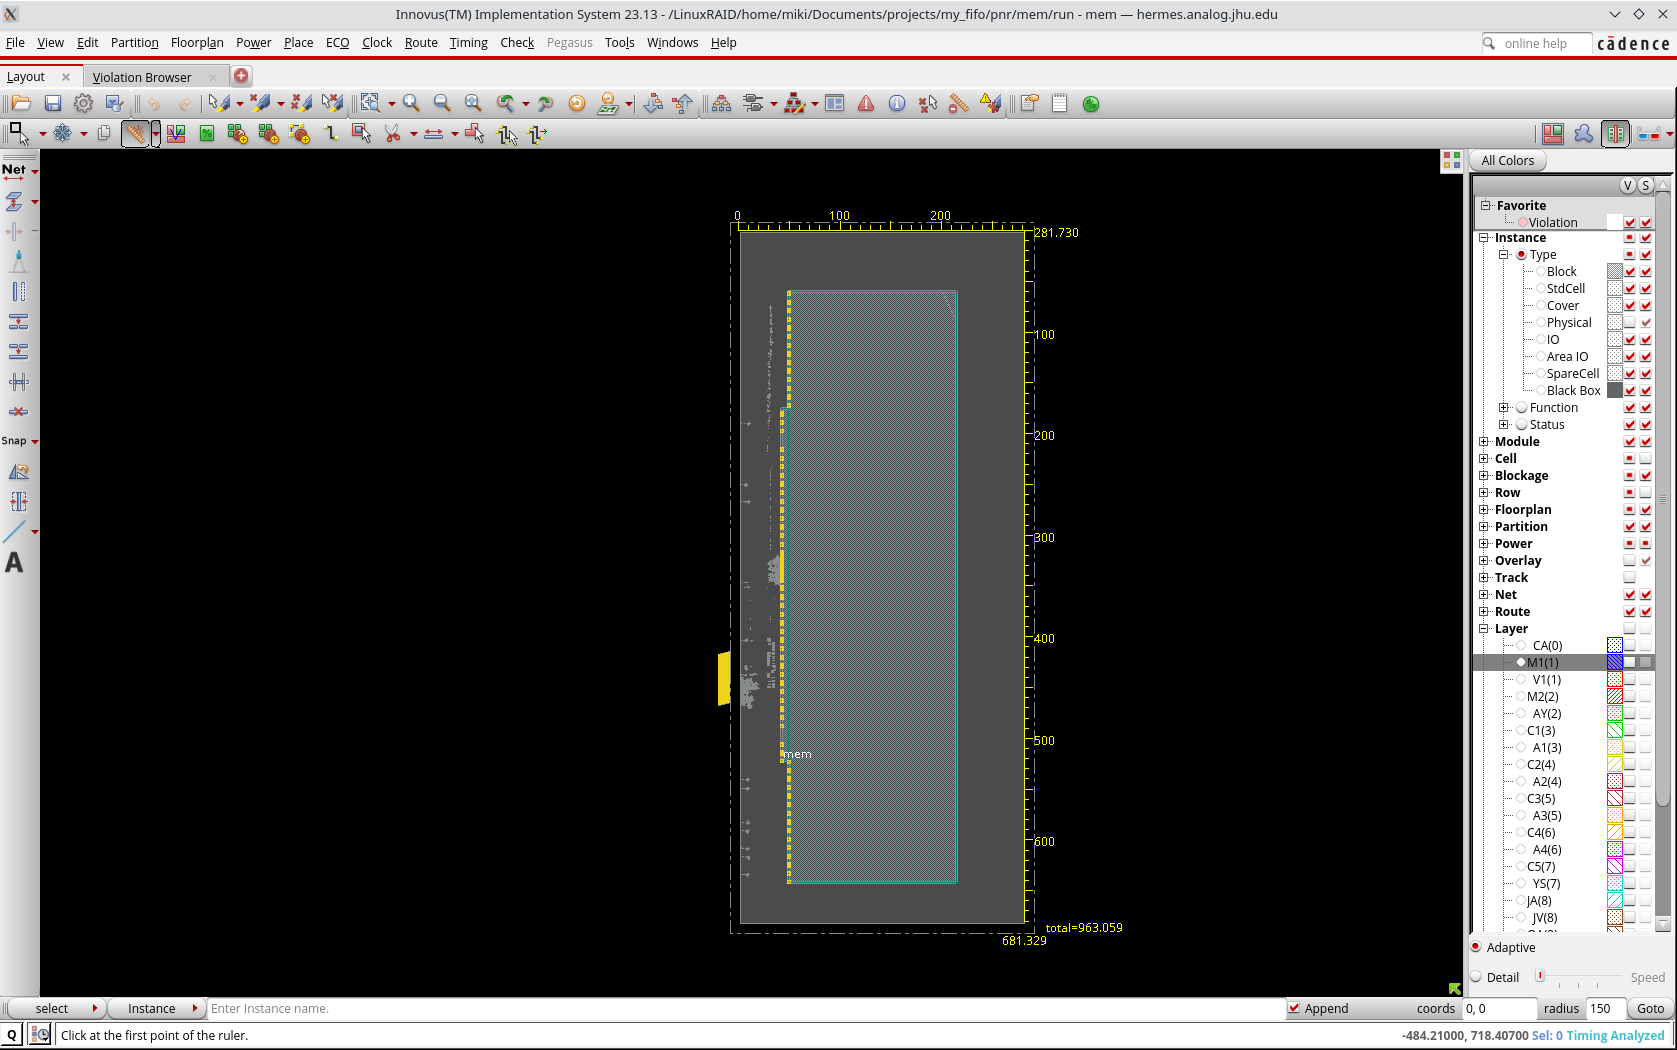 Innovus(TM) Implementation System 23.13 - /LinuxRAID/home/miki/Documents/projects/my_fifo/pnr/mem/run - mem — hermes.analog.jhu.edu
File View Edit Partition Floorplan Power Place ECO Clock Route Timing Check Pegasus Tools Windows Help
online help
cādence
Layout
Violation Browser
Net
Snap
A
0 100 200
281.730
100
200
300
400
500
mem
600
total=963.059
681.329
All Colors
V S
Favorite
Violation
Instance
Type
Block
StdCell
Cover
Physical
IO
Area IO
SpareCell
Black Box
Function
Status
Module
Cell
Blockage
Row
Floorplan
Partition
Power
Overlay
Track
Net
Route
Layer
CA(0)
M1(1)
V1(1)
M2(2)
AY(2)
C1(3)
A1(3)
C2(4)
A2(4)
C3(5)
A3(5)
C4(6)
A4(6)
C5(7)
YS(7)
JA(8)
JV(8)
Adaptive
Detail Speed
select Instance Enter Instance name. Append coords 0, 0 radius 150 Goto
Q Click at the first point of the ruler. -484.21000, 718.40700 Sel: 0 Timing Analyzed